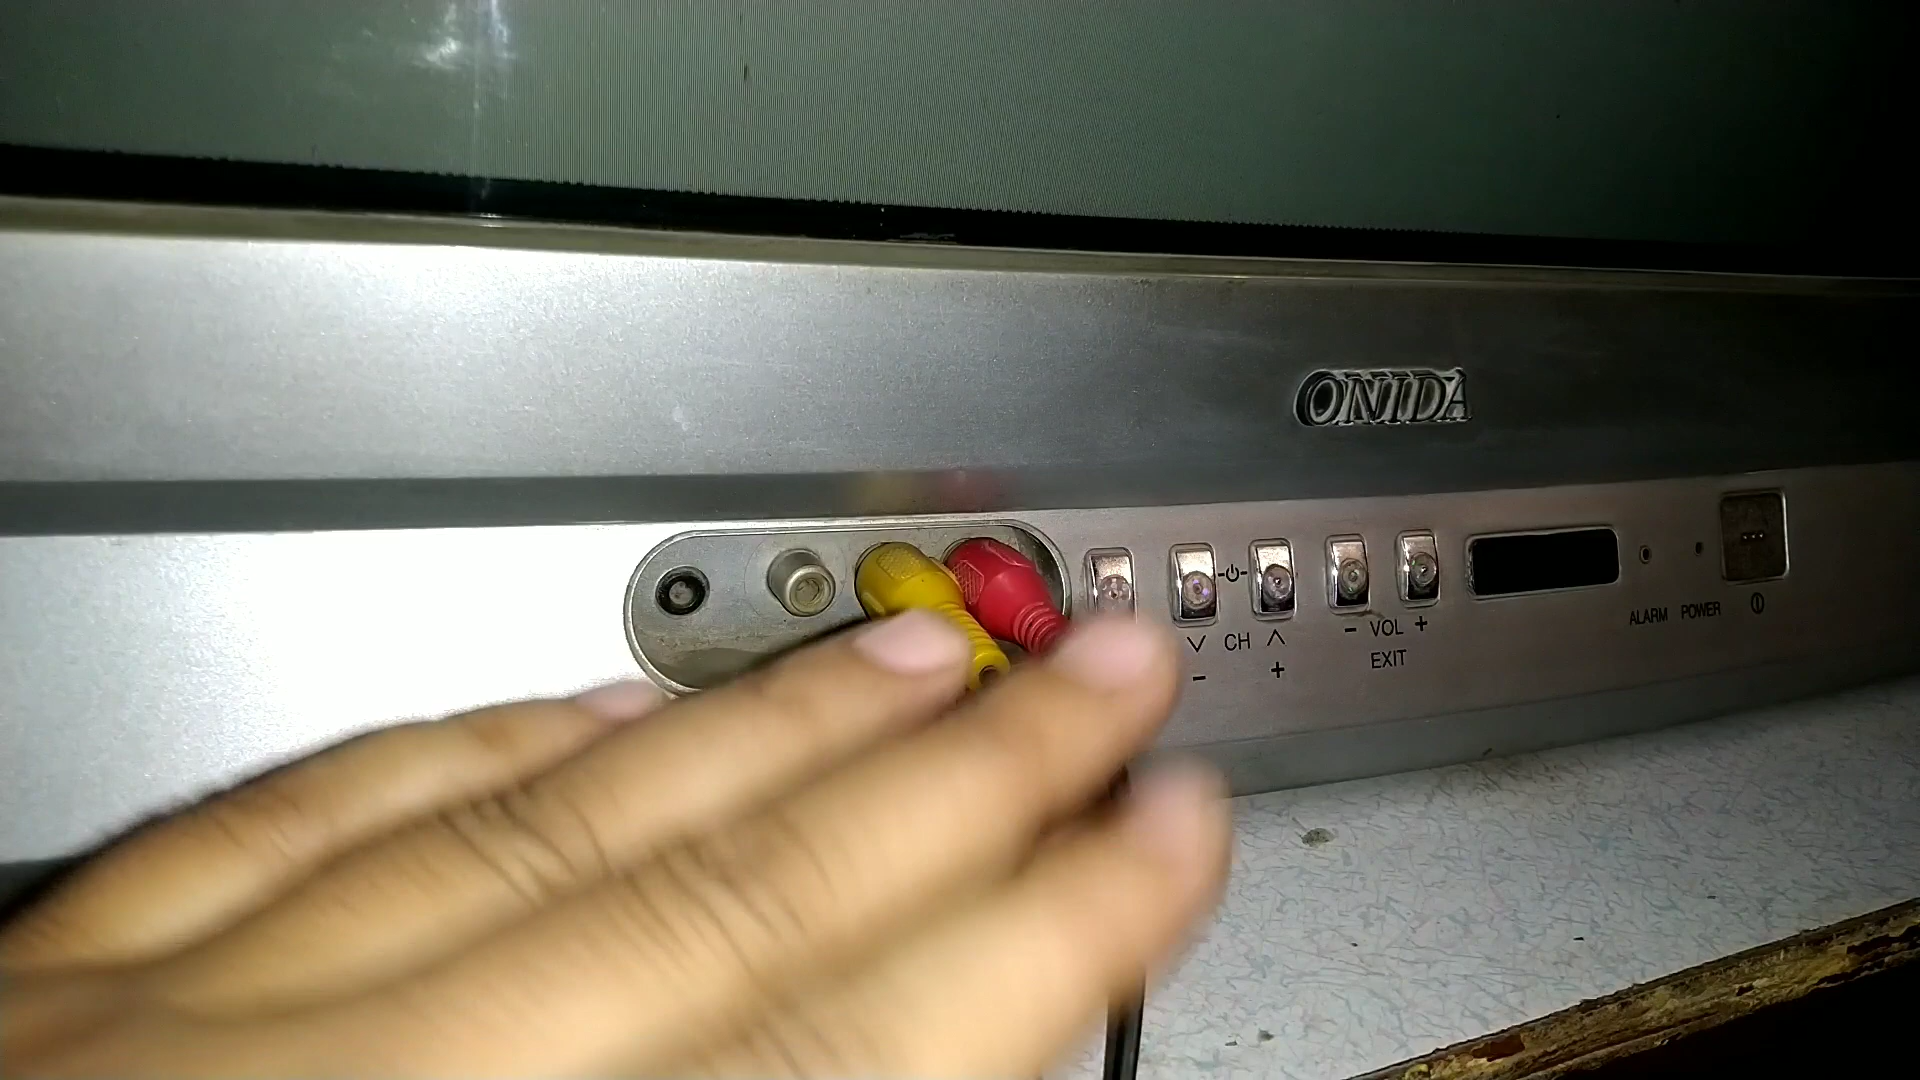 ONIDA
∨ CH ∧
- +
- VOL +
EXIT
ALARM POWER